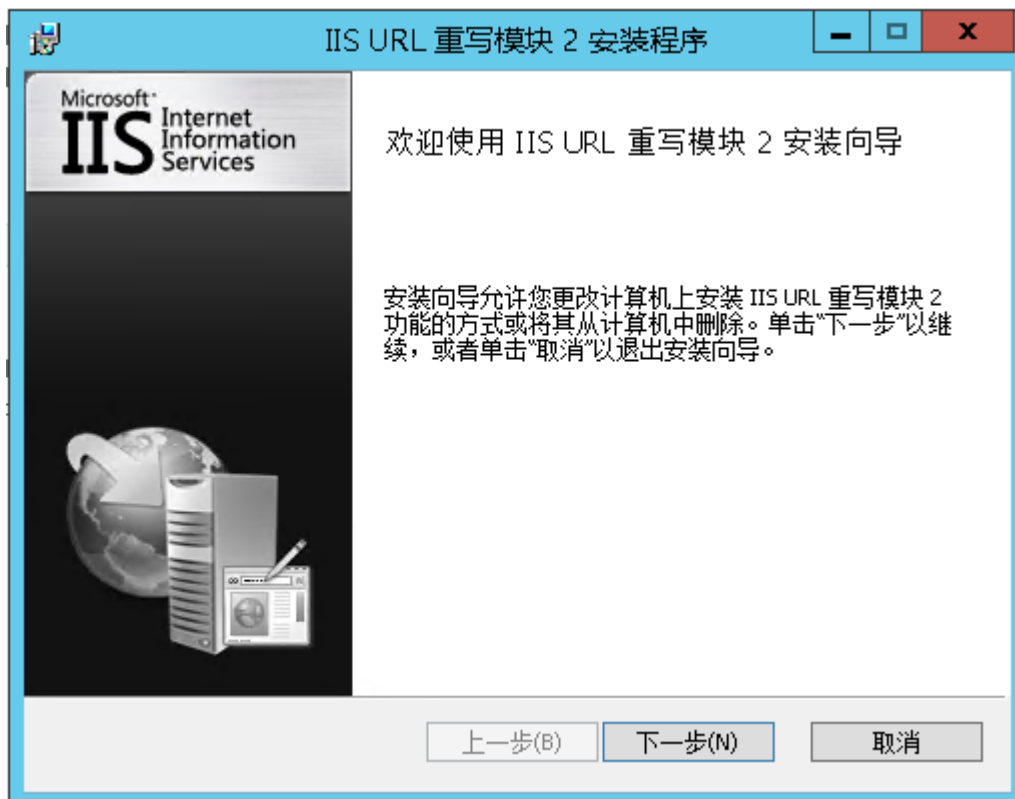 IIS URL 重写模块 2 安装程序
Microsoft
IIS Internet
Information
Services
欢迎使用 IIS URL 重写模块 2 安装向导
安装向导允许您更改计算机上安装 IIS URL 重写模块 2
功能的方式或将其从计算机中删除。单击“下一步”以继
续，或者单击“取消”以退出安装向导。
上一步(B)
下一步(N)
取消